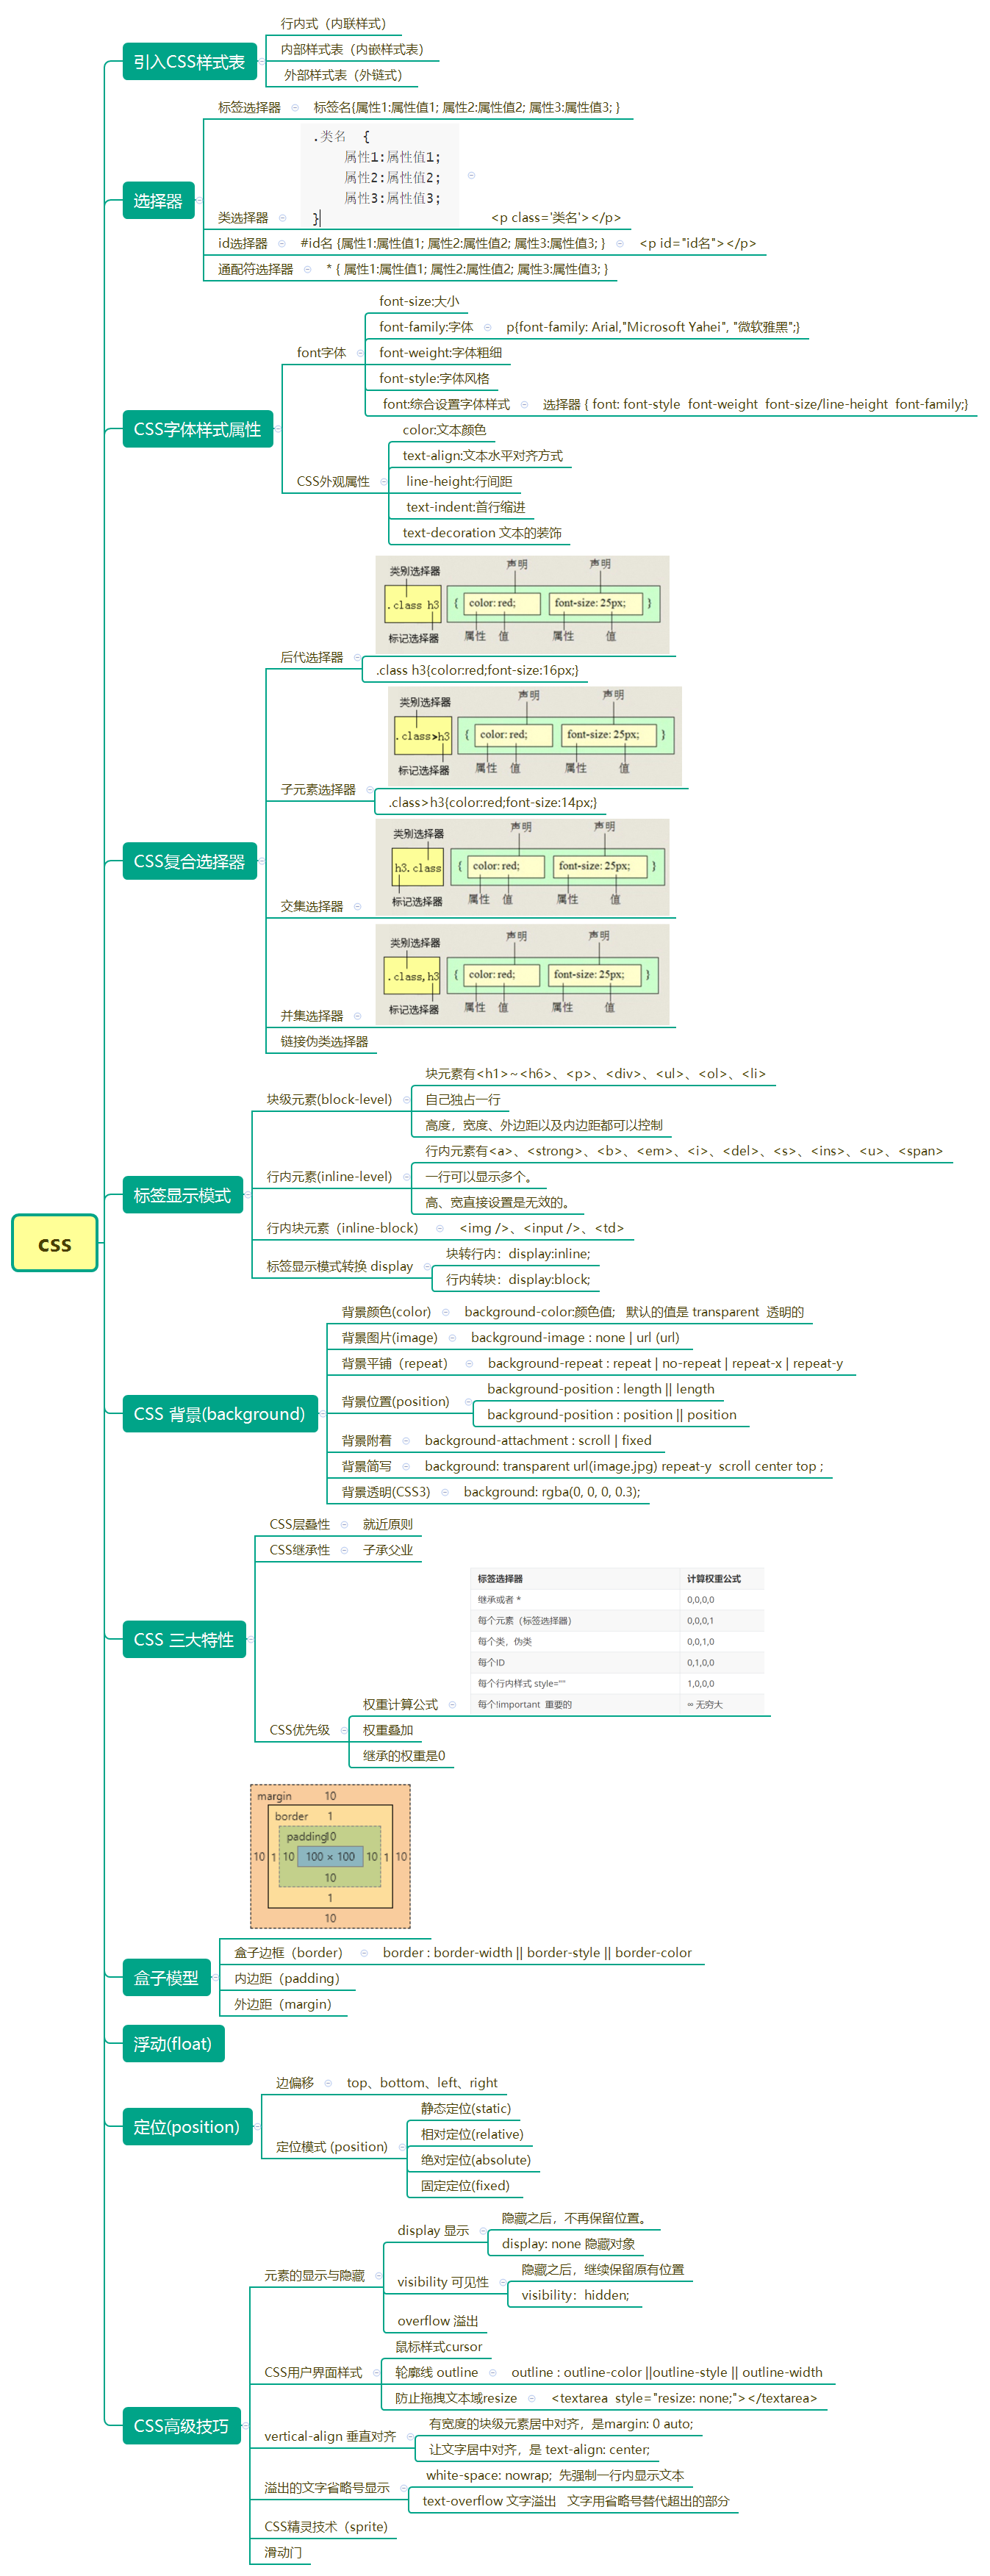 css
引入CSS样式表
行内式（内联样式）
内部样式表（内嵌样式表）
外部样式表（外链式）
选择器
标签选择器
标签名{属性1:属性值1; 属性2:属性值2; 属性3:属性值3; }
类选择器
.类名 {
属性1:属性值1;
属性2:属性值2;
属性3:属性值3;
}
<p class='类名'></p>
id选择器
#id名 {属性1:属性值1; 属性2:属性值2; 属性3:属性值3; }
<p id="id名"></p>
通配符选择器
* { 属性1:属性值1; 属性2:属性值2; 属性3:属性值3; }
CSS字体样式属性
font字体
font-size:大小
font-family:字体
p{font-family: Arial,"Microsoft Yahei", "微软雅黑";}
font-weight:字体粗细
font-style:字体风格
font:综合设置字体样式
选择器 { font: font-style font-weight font-size/line-height font-family;}
CSS外观属性
color:文本颜色
text-align:文本水平对齐方式
line-height:行间距
text-indent:首行缩进
text-decoration 文本的装饰
CSS复合选择器
后代选择器
类别选择器
声明
声明
.class h3
{ color: red; font-size: 25px; }
标记选择器
属性 值 属性 值
.class h3{color:red;font-size:16px;}
子元素选择器
类别选择器
声明
声明
.class>h3
{ color: red; font-size: 25px; }
标记选择器
属性 值 属性 值
.class>h3{color:red;font-size:14px;}
交集选择器
类别选择器
声明
声明
h3.class
{ color: red; font-size: 25px; }
标记选择器
属性 值 属性 值
并集选择器
类别选择器
声明
声明
.class,h3
{ color: red; font-size: 25px; }
标记选择器
属性 值 属性 值
链接伪类选择器
标签显示模式
块级元素(block-level)
块元素有<h1>~<h6>、<p>、<div>、<ul>、<ol>、<li>
自己独占一行
高度，宽度、外边距以及内边距都可以控制
行内元素(inline-level)
行内元素有<a>、<strong>、<b>、<em>、<i>、<del>、<s>、<ins>、<u>、<span>
一行可以显示多个。
高、宽直接设置是无效的。
行内块元素（inline-block）
<img />、<input />、<td>
标签显示模式转换 display
块转行内：display:inline;
行内转块：display:block;
CSS 背景(background)
背景颜色(color)
background-color:颜色值; 默认的值是 transparent 透明的
背景图片(image)
background-image : none | url (url)
背景平铺（repeat）
background-repeat : repeat | no-repeat | repeat-x | repeat-y
背景位置(position)
background-position : length || length
background-position : position || position
背景附着
background-attachment : scroll | fixed
背景简写
background: transparent url(image.jpg) repeat-y scroll center top ;
背景透明(CSS3)
background: rgba(0, 0, 0, 0.3);
CSS 三大特性
CSS层叠性
就近原则
CSS继承性
子承父业
CSS优先级
权重计算公式
标签选择器 计算权重公式
继承或者 * 0,0,0,0
每个元素（标签选择器） 0,0,0,1
每个类，伪类 0,0,1,0
每个ID 0,1,0,0
每个行内样式 style="" 1,0,0,0
每个!important 重要的 ∞ 无穷大
权重叠加
继承的权重是0
盒子模型
margin 10
border 1
padding10
10 1 10 100 × 100 10 1 10
10
1
10
盒子边框（border）
border : border-width || border-style || border-color
内边距（padding）
外边距（margin）
浮动(float)
定位(position)
边偏移
top、bottom、left、right
定位模式 (position)
静态定位(static)
相对定位(relative)
绝对定位(absolute)
固定定位(fixed)
CSS高级技巧
元素的显示与隐藏
display 显示
隐藏之后，不再保留位置。
display: none 隐藏对象
visibility 可见性
隐藏之后，继续保留原有位置
visibility：hidden;
overflow 溢出
CSS用户界面样式
鼠标样式cursor
轮廓线 outline
outline : outline-color ||outline-style || outline-width
防止拖拽文本域resize
<textarea style="resize: none;"></textarea>
vertical-align 垂直对齐
有宽度的块级元素居中对齐，是margin: 0 auto;
让文字居中对齐，是 text-align: center;
溢出的文字省略号显示
white-space: nowrap; 先强制一行内显示文本
text-overflow 文字溢出 文字用省略号替代超出的部分
CSS精灵技术（sprite）
滑动门